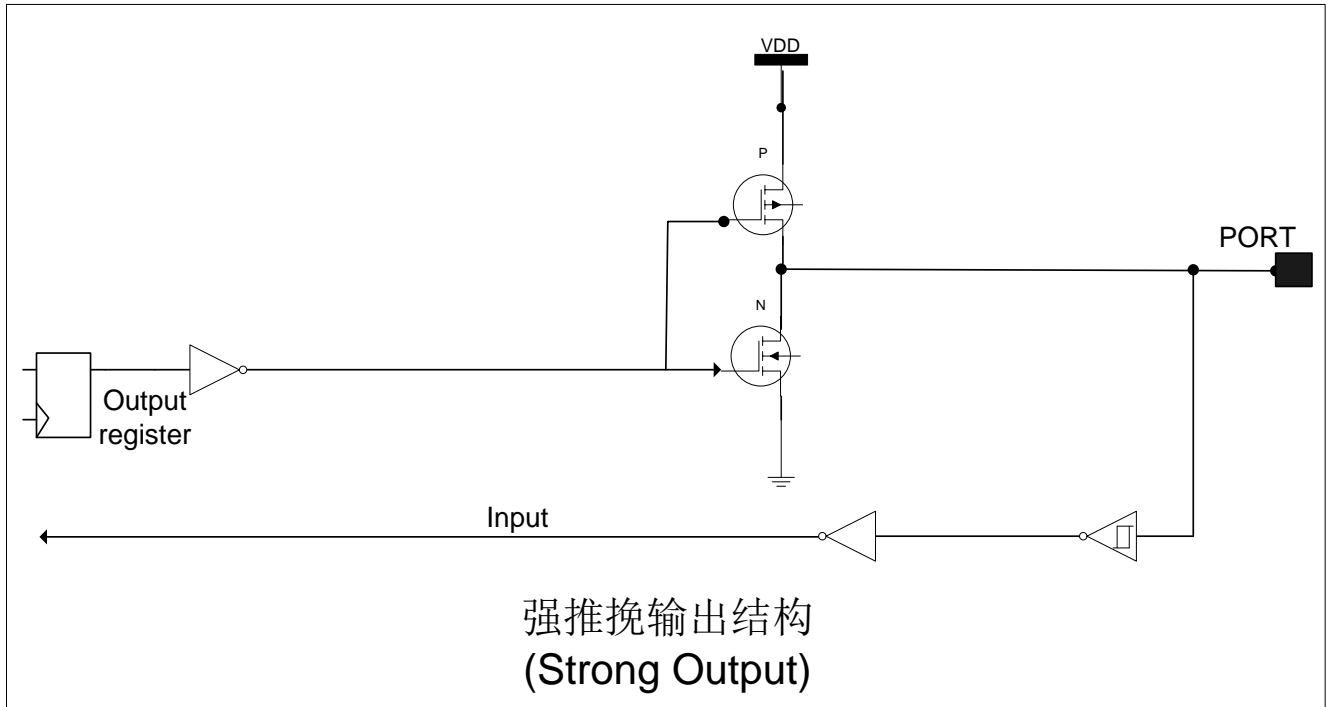 VDD
P
PORT
N
Output
register
Input
强推挽输出结构
(Strong Output)